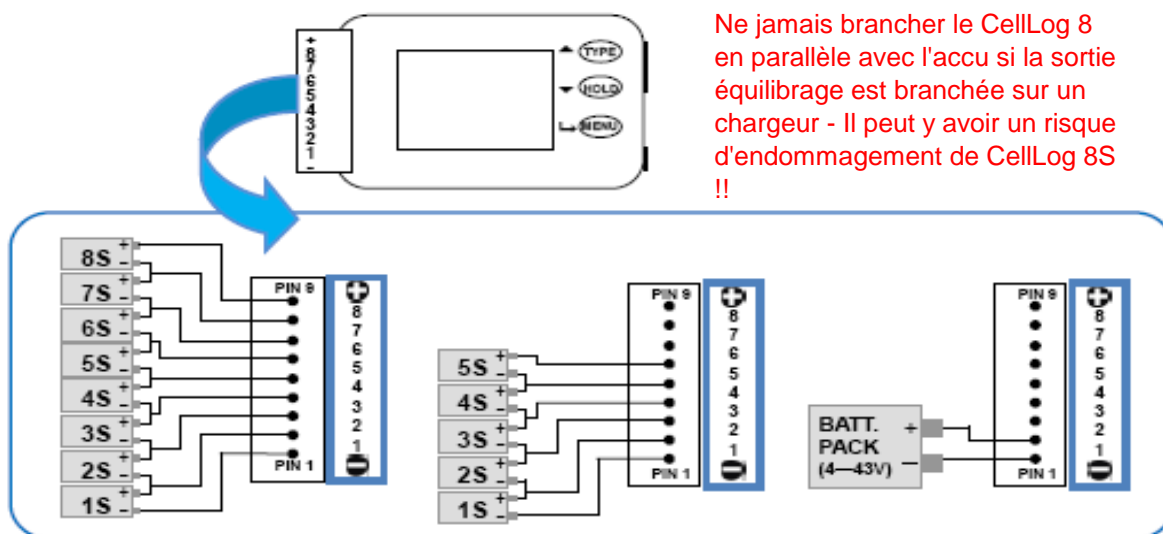 Ne jamais brancher le CellLog 8
en parallèle avec l'accu si la sortie
équilibrage est branchée sur un
chargeur - Il peut y avoir un risque
d'endommagement de CellLog 8S
!!
+
8
7
6
5
4
3
2
1
-
TYPE
HOLD
MENU
8S + -
7S + -
6S + -
5S + -
4S + -
3S + -
2S + -
1S + -
PIN 9
PIN 1
+
8
7
6
5
4
3
2
1
-
5S + -
4S + -
3S + -
2S + -
1S + -
PIN 9
PIN 1
+
8
7
6
5
4
3
2
1
-
BATT. +
PACK
(4—43V) -
PIN 9
PIN 1
+
8
7
6
5
4
3
2
1
-